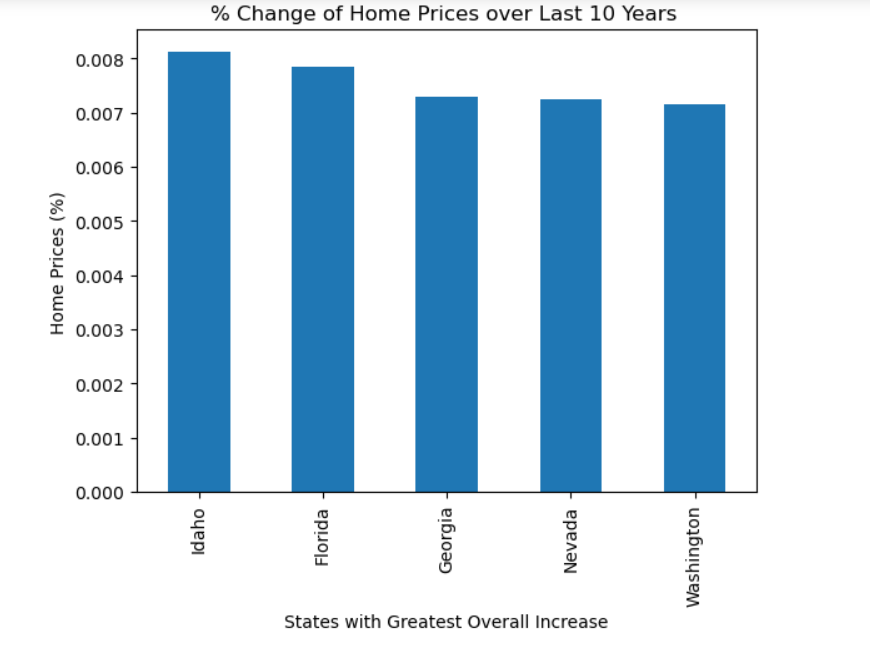 % Change of Home Prices over Last 10 Years
Home Prices (%)
0.008
0.007
0.006
0.005
0.004
0.003
0.002
0.001
0.000
Idaho
Florida
Georgia
Nevada
Washington
States with Greatest Overall Increase